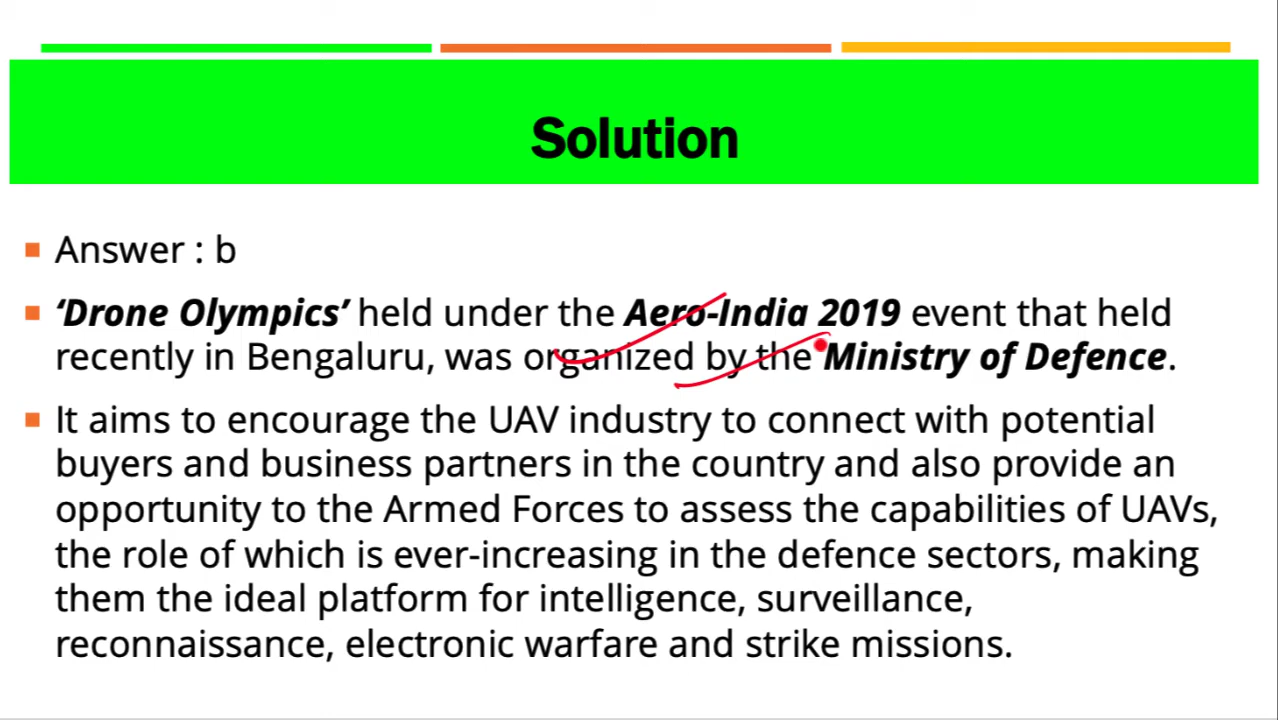 Solution
Answer : b
‘Drone Olympics’ held under the Aero-India 2019 event that held
recently in Bengaluru, was organized by the Ministry of Defence.
It aims to encourage the UAV industry to connect with potential
buyers and business partners in the country and also provide an
opportunity to the Armed Forces to assess the capabilities of UAVs,
the role of which is ever-increasing in the defence sectors, making
them the ideal platform for intelligence, surveillance,
reconnaissance, electronic warfare and strike missions.